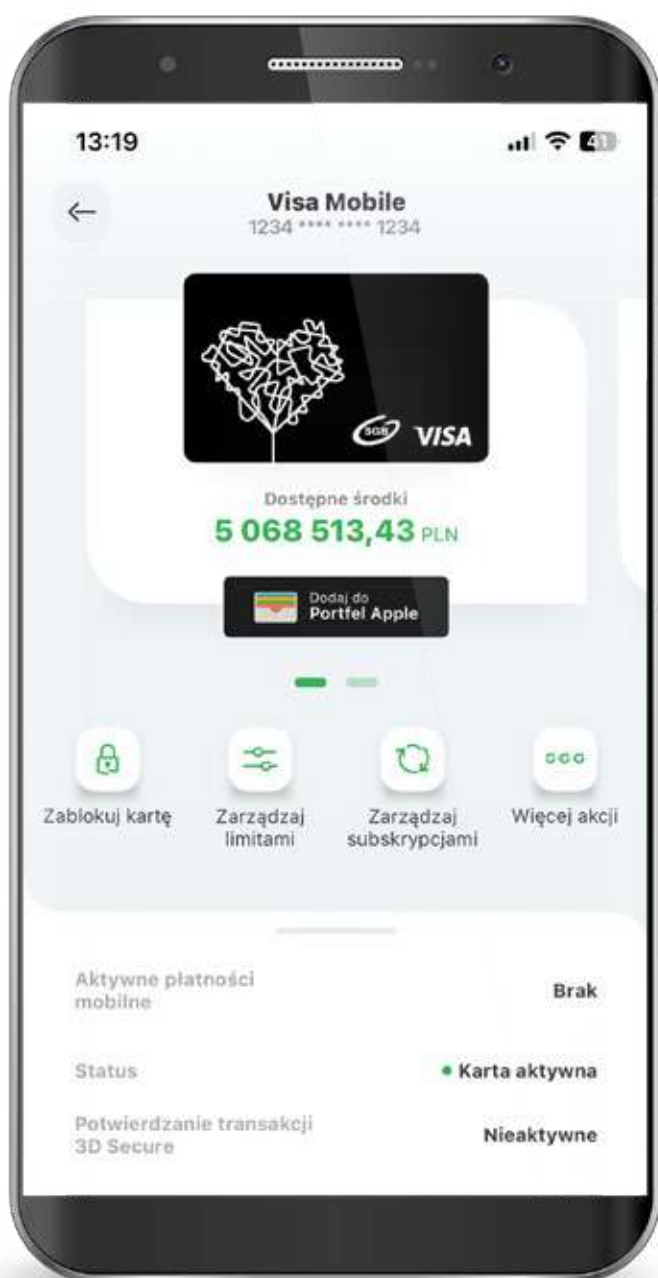 13:19
41
Visa Mobile
1234 **** **** 1234
SGB VISA
Dostępne środki
5 068 513,43 PLN
Dodaj do
Portfel Apple
Zablokuj kartę
Zarządzaj
limitami
Zarządzaj
subskrypcjami
Więcej akcji
Aktywne płatności
mobilne
Brak
Status
Karta aktywna
Potwierdzanie transakcji
3D Secure
Nieaktywne